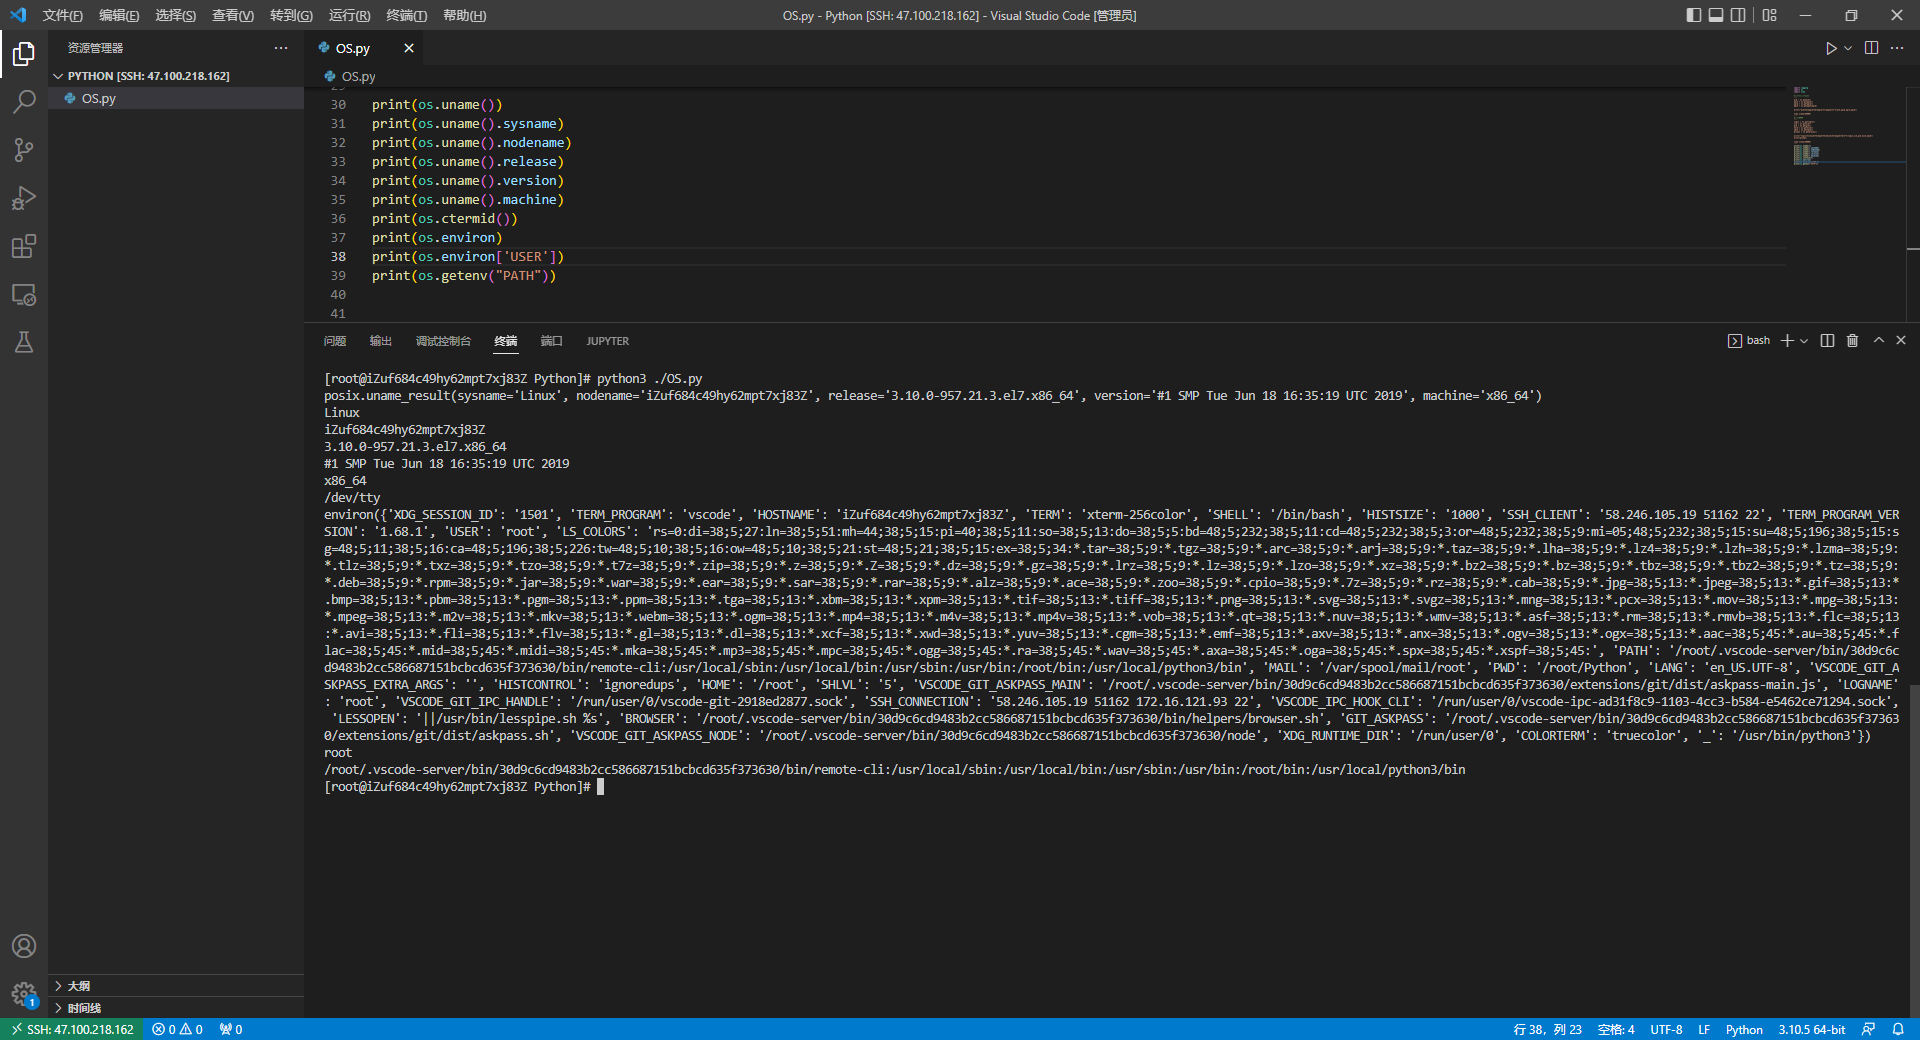 文件(F) 编辑(E) 选择(S) 查看(V) 转到(G) 运行(R) 终端(T) 帮助(H)
OS.py - Python [SSH: 47.100.218.162] - Visual Studio Code [管理员]
资源管理器
PYTHON [SSH: 47.100.218.162]
OS.py
大纲
时间线
OS.py
OS.py
30 print(os.uname())
31 print(os.uname().sysname)
32 print(os.uname().nodename)
33 print(os.uname().release)
34 print(os.uname().version)
35 print(os.uname().machine)
36 print(os.ctermid())
37 print(os.environ)
38 print(os.environ['USER'])
39 print(os.getenv("PATH"))
40
41
问题 输出 调试控制台 终端 端口 JUPYTER
bash
[root@iZuf684c49hy62mpt7xj83Z Python]# python3 ./OS.py
posix.uname_result(sysname='Linux', nodename='iZuf684c49hy62mpt7xj83Z', release='3.10.0-957.21.3.el7.x86_64', version='#1 SMP Tue Jun 18 16:35:19 UTC 2019', machine='x86_64')
Linux
iZuf684c49hy62mpt7xj83Z
3.10.0-957.21.3.el7.x86_64
#1 SMP Tue Jun 18 16:35:19 UTC 2019
x86_64
/dev/tty
environ({'XDG_SESSION_ID': '1501', 'TERM_PROGRAM': 'vscode', 'HOSTNAME': 'iZuf684c49hy62mpt7xj83Z', 'TERM': 'xterm-256color', 'SHELL': '/bin/bash', 'HISTSIZE': '1000', 'SSH_CLIENT': '58.246.105.19 51162 22', 'TERM_PROGRAM_VER
SION': '1.68.1', 'USER': 'root', 'LS_COLORS': 'rs=0:di=38;5;27:ln=38;5;51:mh=44;38;5;15:pi=40;38;5;11:so=38;5;13:do=38;5;5:bd=48;5;232;38;5;11:cd=48;5;232;38;5;3:or=48;5;232;38;5;9:mi=05;48;5;232;38;5;15:su=48;5;196;38;5;15:s
g=48;5;11;38;5;16:ca=48;5;196;38;5;226:tw=48;5;10;38;5;16:ow=48;5;10;38;5;21:st=48;5;21;38;5;15:ex=38;5;34:*.tar=38;5;9:*.tgz=38;5;9:*.arc=38;5;9:*.arj=38;5;9:*.taz=38;5;9:*.lha=38;5;9:*.lz4=38;5;9:*.lzh=38;5;9:*.lzma=38;5;9:
*.tlz=38;5;9:*.txz=38;5;9:*.tzo=38;5;9:*.t7z=38;5;9:*.zip=38;5;9:*.z=38;5;9:*.Z=38;5;9:*.dz=38;5;9:*.gz=38;5;9:*.lrz=38;5;9:*.lz=38;5;9:*.lzo=38;5;9:*.xz=38;5;9:*.bz2=38;5;9:*.bz=38;5;9:*.tbz=38;5;9:*.tbz2=38;5;9:*.tz=38;5;9:
*.deb=38;5;9:*.rpm=38;5;9:*.jar=38;5;9:*.war=38;5;9:*.ear=38;5;9:*.sar=38;5;9:*.rar=38;5;9:*.alz=38;5;9:*.ace=38;5;9:*.zoo=38;5;9:*.cpio=38;5;9:*.7z=38;5;9:*.rz=38;5;9:*.cab=38;5;9:*.jpg=38;5;13:*.jpeg=38;5;13:*.gif=38;5;13:*
.bmp=38;5;13:*.pbm=38;5;13:*.pgm=38;5;13:*.ppm=38;5;13:*.tga=38;5;13:*.xbm=38;5;13:*.xpm=38;5;13:*.tif=38;5;13:*.tiff=38;5;13:*.png=38;5;13:*.svg=38;5;13:*.svgz=38;5;13:*.mng=38;5;13:*.pcx=38;5;13:*.mov=38;5;13:*.mpg=38;5;13:
*.mpeg=38;5;13:*.m2v=38;5;13:*.mkv=38;5;13:*.webm=38;5;13:*.ogm=38;5;13:*.mp4=38;5;13:*.m4v=38;5;13:*.mp4v=38;5;13:*.vob=38;5;13:*.qt=38;5;13:*.nuv=38;5;13:*.wmv=38;5;13:*.asf=38;5;13:*.rm=38;5;13:*.rmvb=38;5;13:*.flc=38;5;13
:*.avi=38;5;13:*.fli=38;5;13:*.flv=38;5;13:*.gl=38;5;13:*.dl=38;5;13:*.xcf=38;5;13:*.xwd=38;5;13:*.yuv=38;5;13:*.cgm=38;5;13:*.emf=38;5;13:*.axv=38;5;13:*.anx=38;5;13:*.ogv=38;5;13:*.ogx=38;5;13:*.aac=38;5;45:*.au=38;5;45:*.f
lac=38;5;45:*.mid=38;5;45:*.midi=38;5;45:*.mka=38;5;45:*.mp3=38;5;45:*.mpc=38;5;45:*.ogg=38;5;45:*.ra=38;5;45:*.wav=38;5;45:*.axa=38;5;45:*.oga=38;5;45:*.spx=38;5;45:*.xspf=38;5;45:', 'PATH': '/root/.vscode-server/bin/30d9c6c
d9483b2cc586687151bcbcd635f373630/bin/remote-cli:/usr/local/sbin:/usr/local/bin:/usr/sbin:/usr/bin:/root/bin:/usr/local/python3/bin', 'MAIL': '/var/spool/mail/root', 'PWD': '/root/Python', 'LANG': 'en_US.UTF-8', 'VSCODE_GIT_A
SKPASS_EXTRA_ARGS': '', 'HISTCONTROL': 'ignoredups', 'HOME': '/root', 'SHLVL': '5', 'VSCODE_GIT_ASKPASS_MAIN': '/root/.vscode-server/bin/30d9c6cd9483b2cc586687151bcbcd635f373630/extensions/git/dist/askpass-main.js', 'LOGNAME'
: 'root', 'VSCODE_GIT_IPC_HANDLE': '/run/user/0/vscode-git-2918ed2877.sock', 'SSH_CONNECTION': '58.246.105.19 51162 172.16.121.93 22', 'VSCODE_IPC_HOOK_CLI': '/run/user/0/vscode-ipc-ad31f8c9-1103-4cc3-b584-e5462ce71294.sock',
'LESSOPEN': '||/usr/bin/lesspipe.sh %s', 'BROWSER': '/root/.vscode-server/bin/30d9c6cd9483b2cc586687151bcbcd635f373630/bin/helpers/browser.sh', 'GIT_ASKPASS': '/root/.vscode-server/bin/30d9c6cd9483b2cc586687151bcbcd635f37363
0/extensions/git/dist/askpass.sh', 'VSCODE_GIT_ASKPASS_NODE': '/root/.vscode-server/bin/30d9c6cd9483b2cc586687151bcbcd635f373630/node', 'XDG_RUNTIME_DIR': '/run/user/0', 'COLORTERM': 'truecolor', '_': '/usr/bin/python3'})
root
/root/.vscode-server/bin/30d9c6cd9483b2cc586687151bcbcd635f373630/bin/remote-cli:/usr/local/sbin:/usr/local/bin:/usr/sbin:/usr/bin:/root/bin:/usr/local/python3/bin
[root@iZuf684c49hy62mpt7xj83Z Python]#
1
SSH: 47.100.218.162 0 0 0 行 38，列 23 空格: 4 UTF-8 LF Python 3.10.5 64-bit